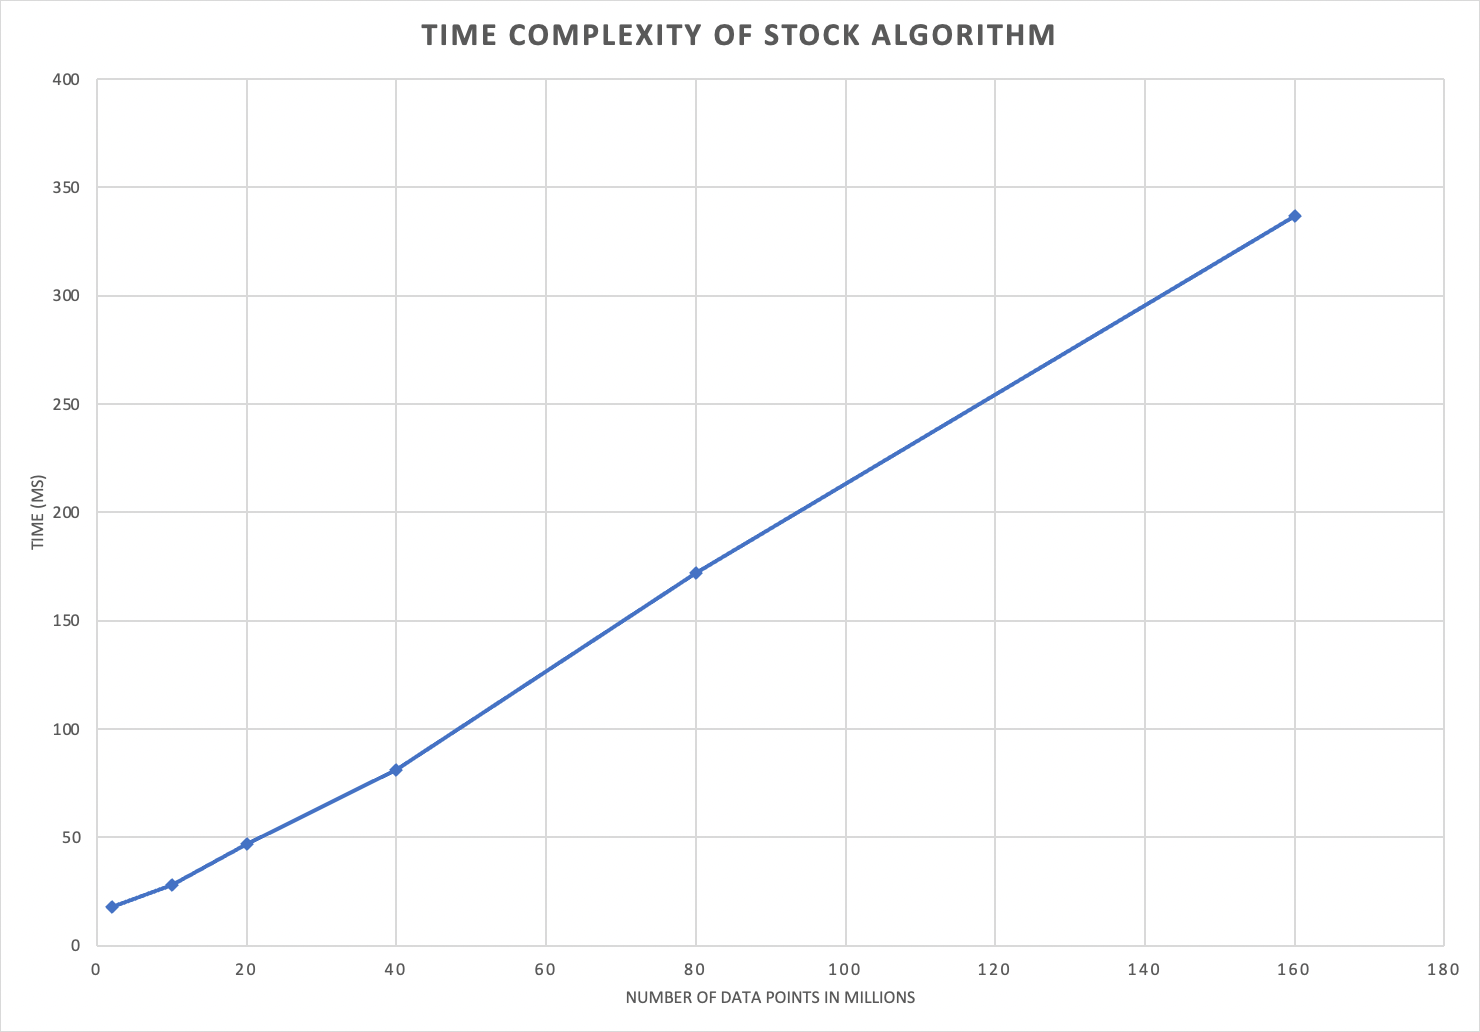 TIME COMPLEXITY OF STOCK ALGORITHM
400
350
300
250
200
150
100
50
0
TIME (MS)
0 20 40 60 80 100 120 140 160 180
NUMBER OF DATA POINTS IN MILLIONS